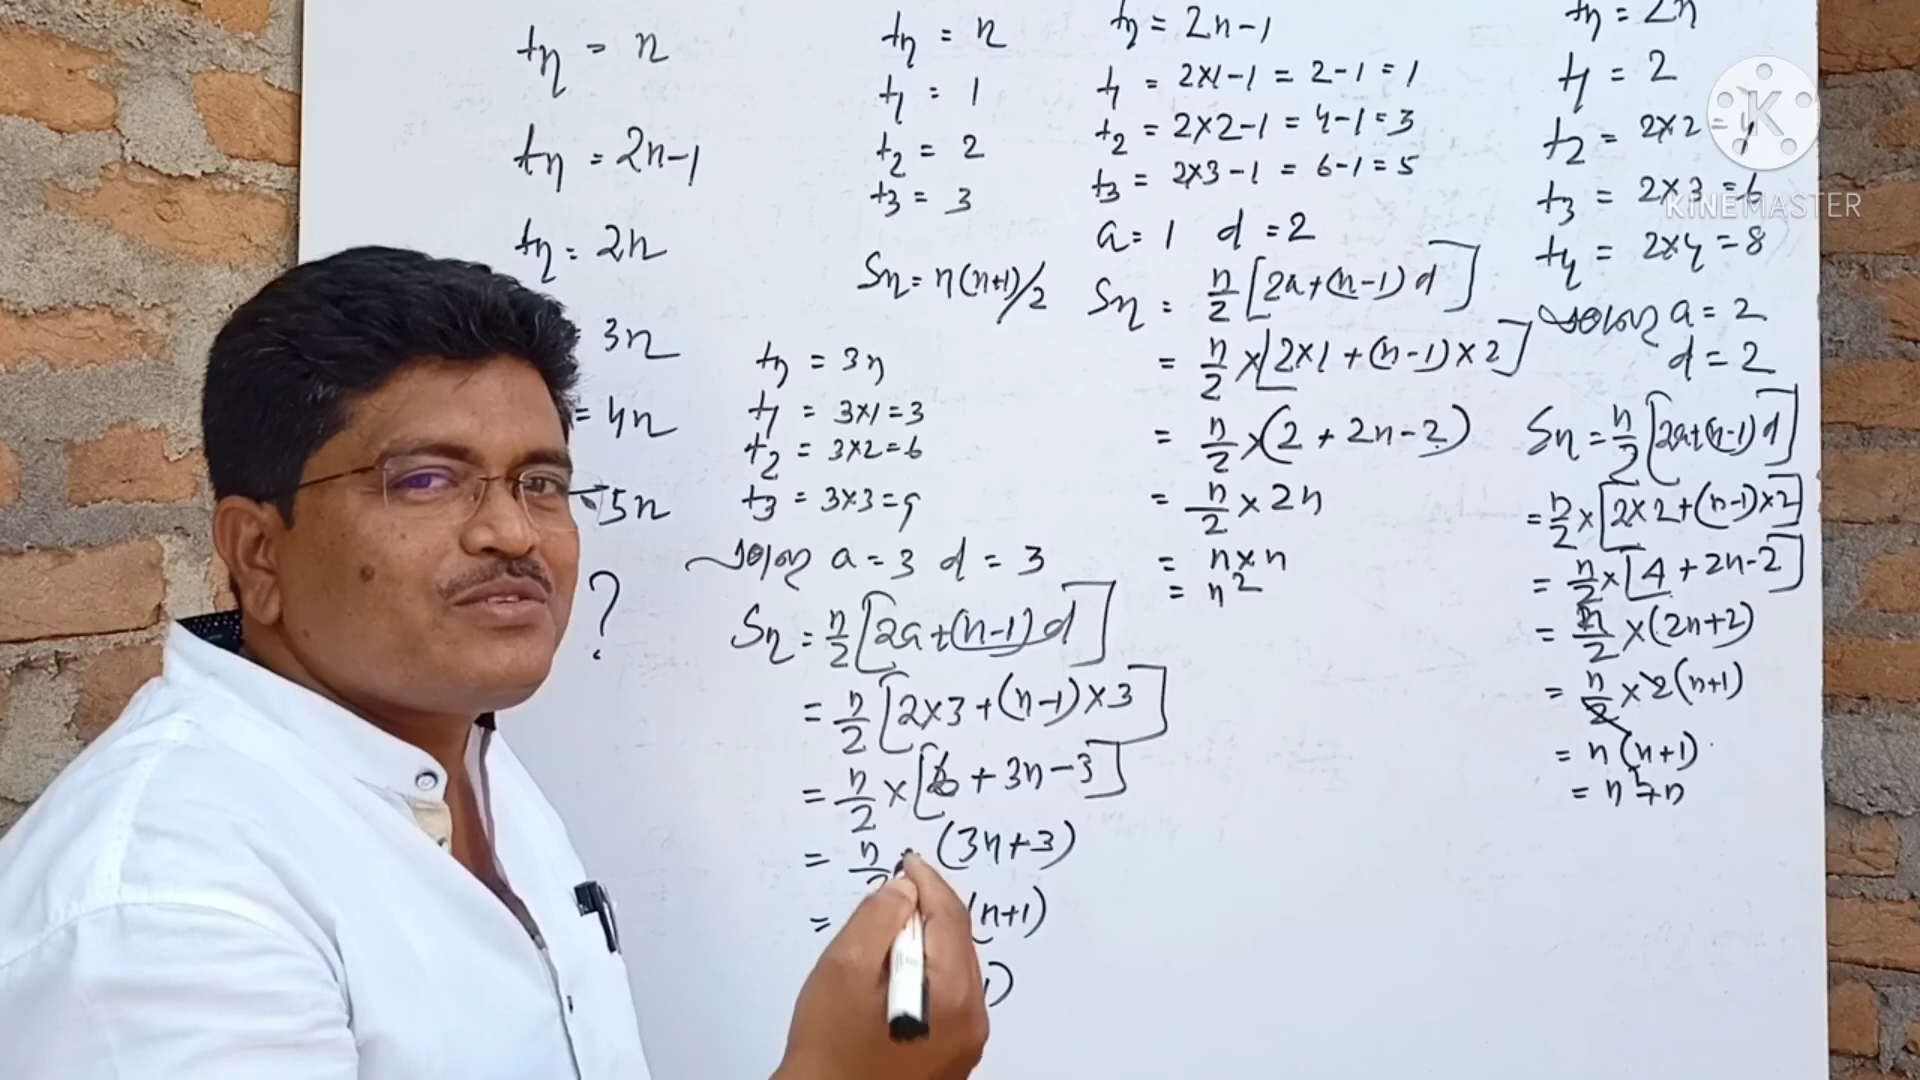 tn = n
tn = 2n-1
tn = 2n
= 3n
= 4n
5n
?
tn = n
t1 = 1
t2 = 2
t3 = 3
Sn = n(n+1)/2
tn = 3n
t1 = 3×1=3
t2 = 3×2=6
t3 = 3×3=9
a=3 d=3
Sn = n/2[2a+(n-1)d]
= n/2[2×3+(n-1)×3]
= n/2×[6+3n-3]
= n/2 (3n+3)
= (n+1)
)
tn = 2n-1
t1 = 2×1-1 = 2-1 = 1
t2 = 2×2-1 = 4-1 = 3
t3 = 2×3-1 = 6-1 = 5
a=1 d=2
Sn = n/2[2a+(n-1)d]
= n/2×[2×1+(n-1)×2]
= n/2×(2+2n-2)
= n/2×2n
= n×n
= n²
tn = 2n
t1 = 2
t2 = 2×2=4
t3 = 2×3=6
t4 = 2×4=8
a=2
d=2
Sn = n/2[2a+(n-1)d]
= n/2×[2×2+(n-1)×2]
= n/2×[4+2n-2]
= n/2×(2n+2)
= n/2×2(n+1)
= n(n+1)
= n²+n
KINEMASTER